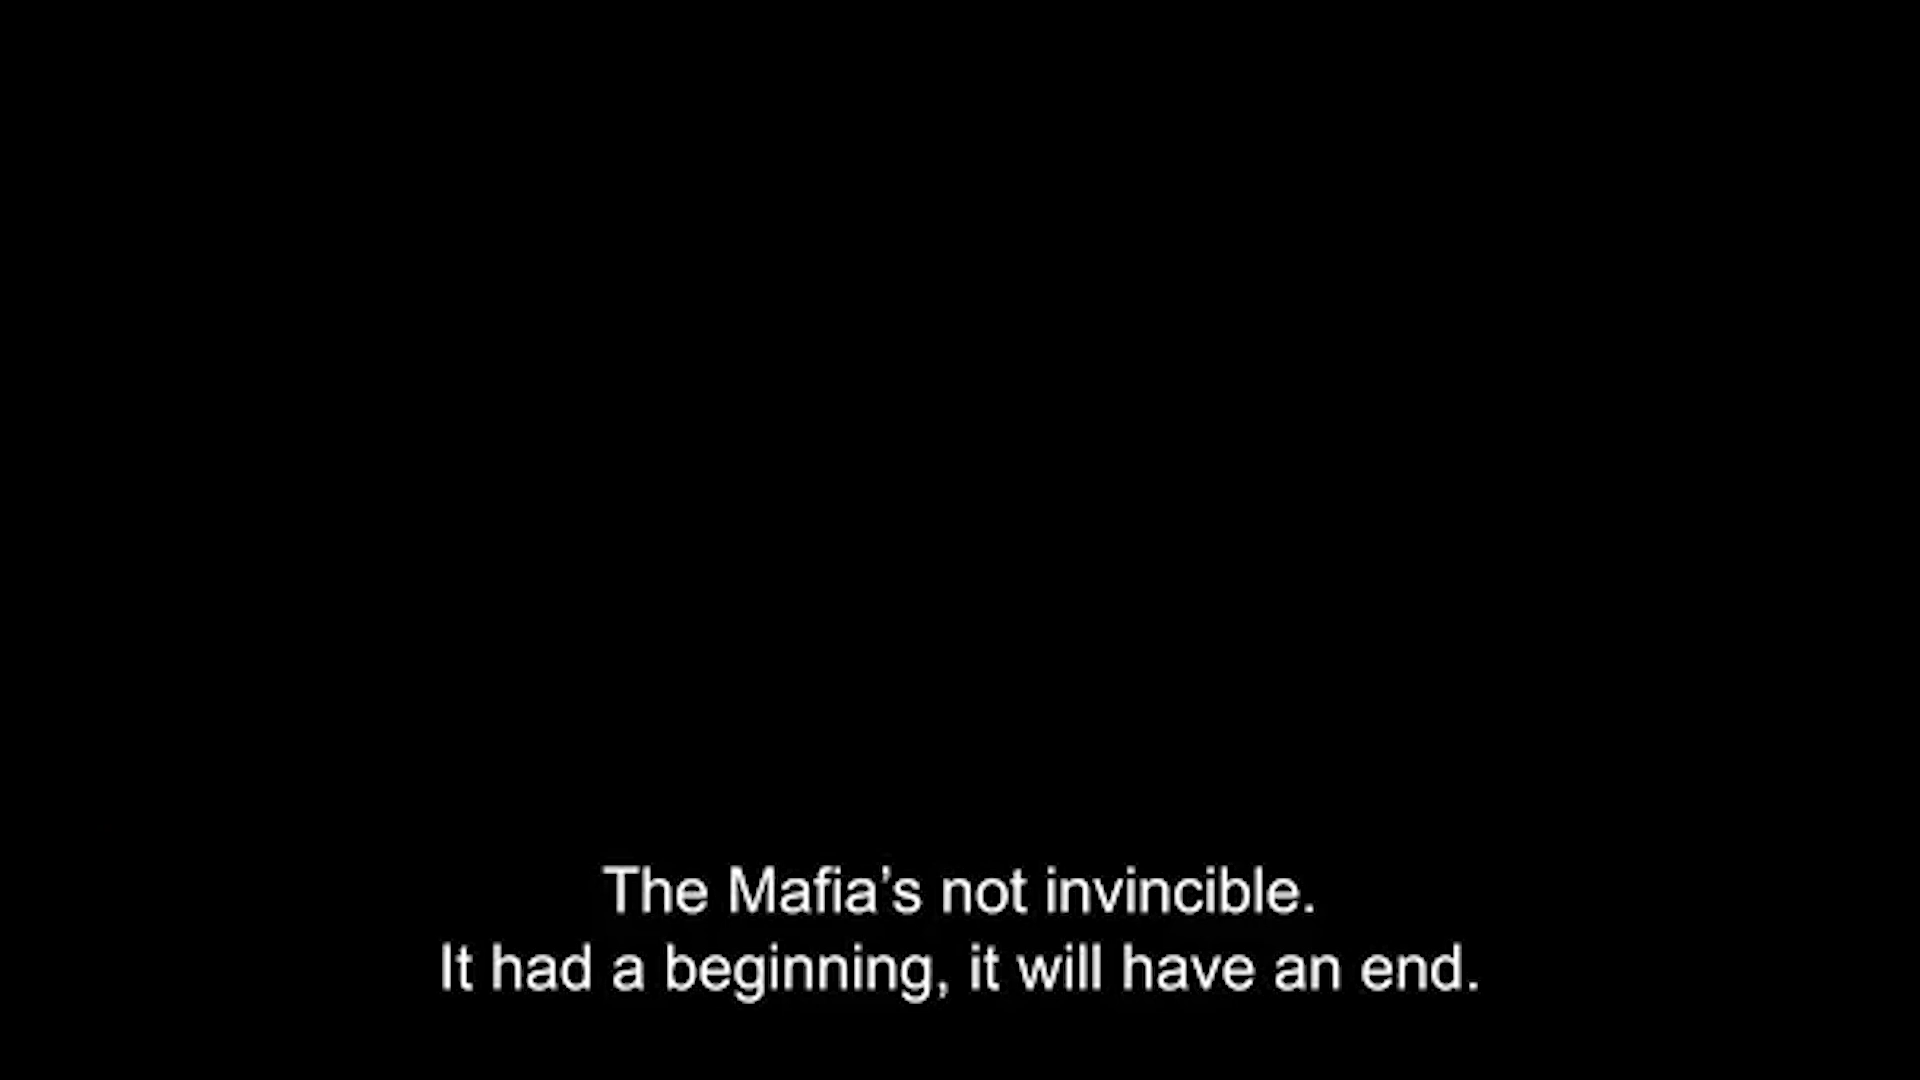 The Mafia’s not invincible.
It had a beginning, it will have an end.